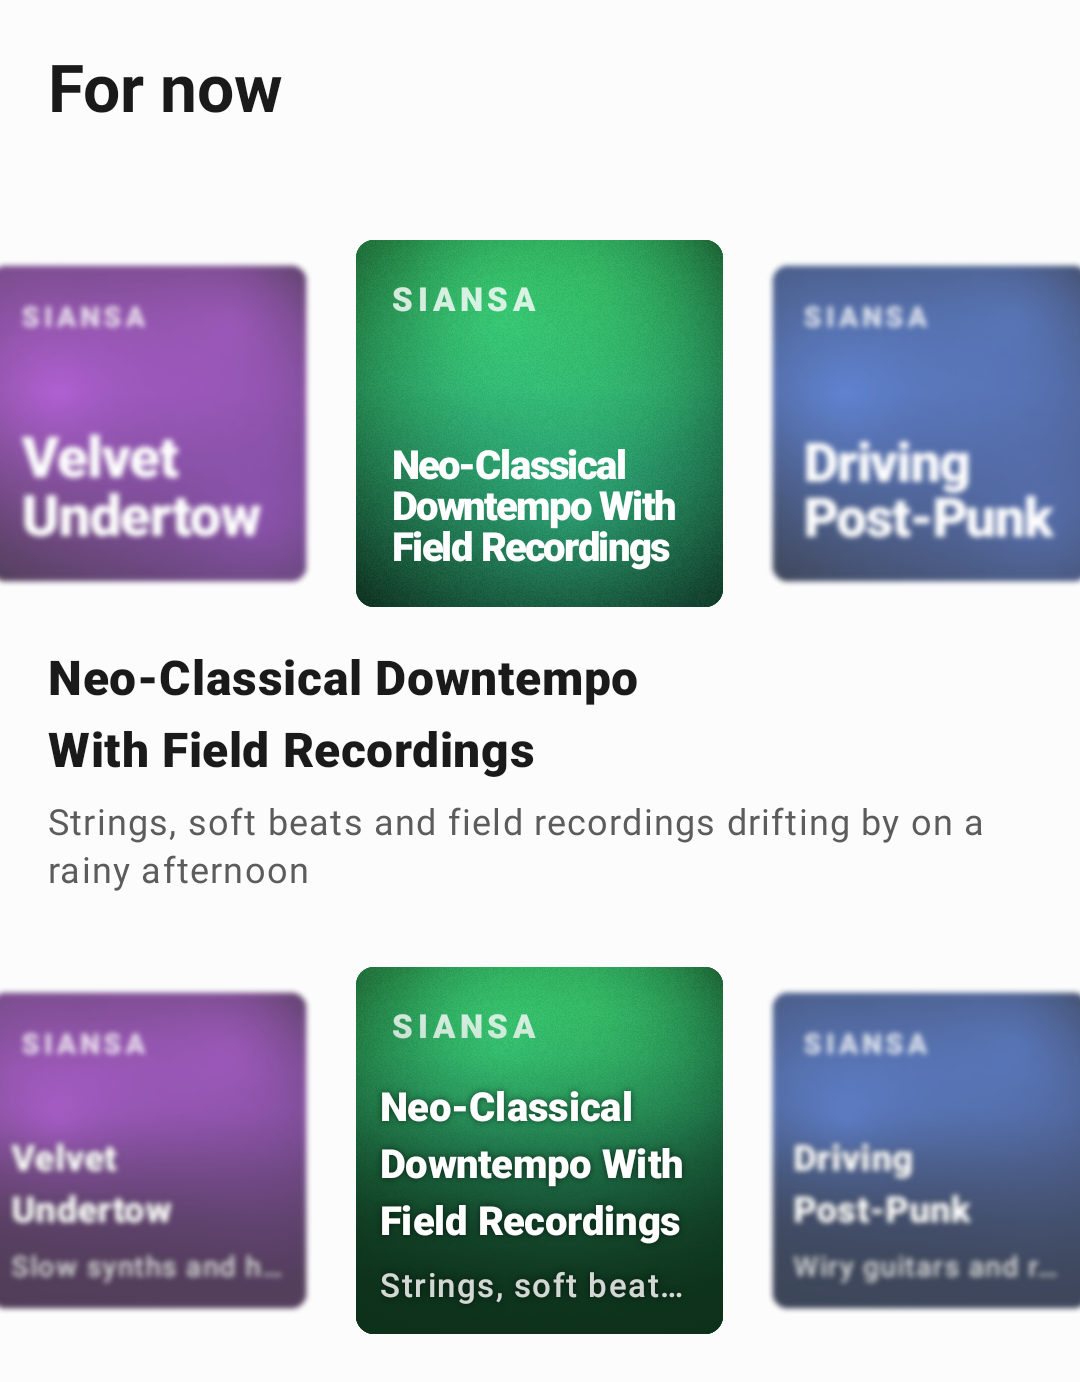 For now
SIANSA
Velvet
Undertow
SIANSA
Neo-Classical
Downtempo With
Field Recordings
SIANSA
Driving
Post-Punk
Neo-Classical Downtempo
With Field Recordings
Strings, soft beats and field recordings drifting by on a
rainy afternoon
SIANSA
Velvet
Undertow
Slow synths and h…
SIANSA
Neo-Classical
Downtempo With
Field Recordings
Strings, soft beat…
SIANSA
Driving
Post-Punk
Wiry guitars and r…